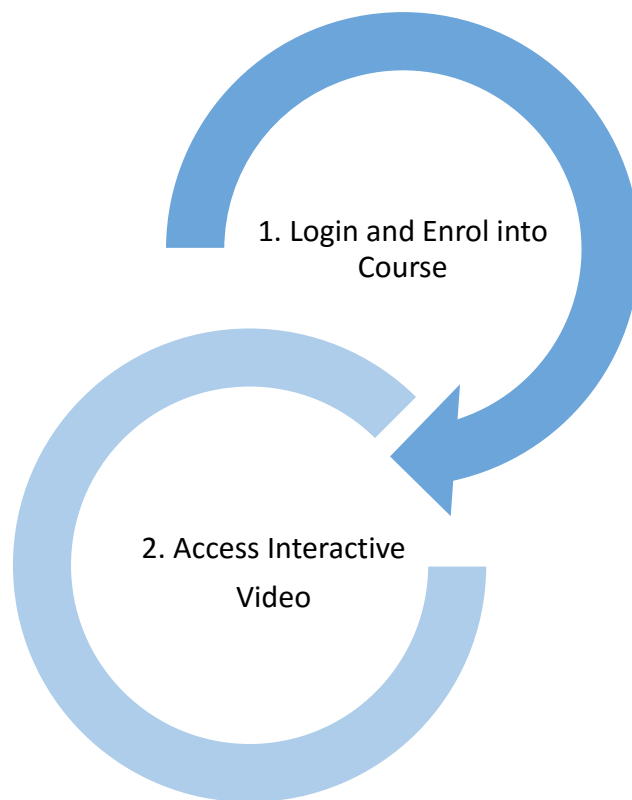 1. Login and Enrol into
Course
2. Access Interactive
Video